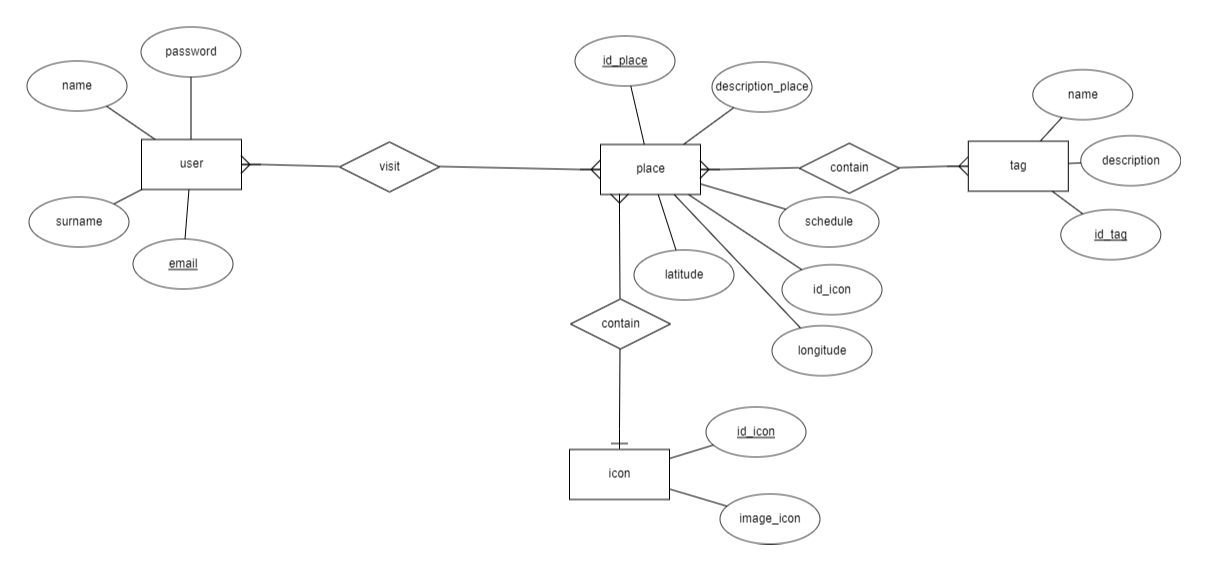 password
name
user
surname
email
visit
id_place
description_place
place
contain
schedule
latitude
id_icon
longitude
name
tag
description
id_tag
contain
id_icon
icon
image_icon